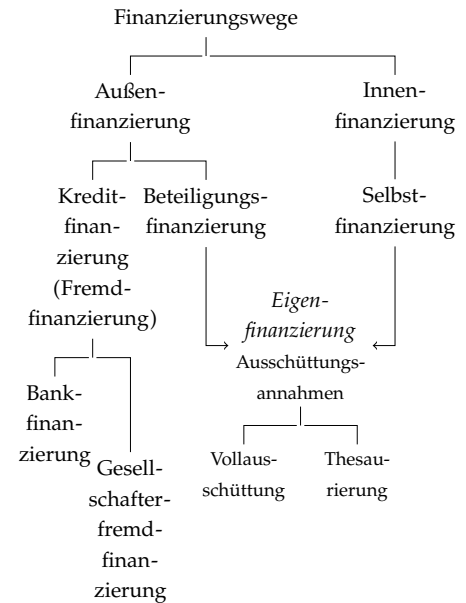 Finanzierungswege
Außen-
finanzierung
Innen-
finanzierung
Kredit-
finan-
zierung
(Fremd-
finanzierung)
Beteiligungs-
finanzierung
Selbst-
finanzierung
Eigen-
finanzierung
Ausschüttungs-
annahmen
Bank-
finan-
zierung
Gesell-
schafter-
fremd-
finan-
zierung
Vollaus-
schüttung
Thesau-
rierung